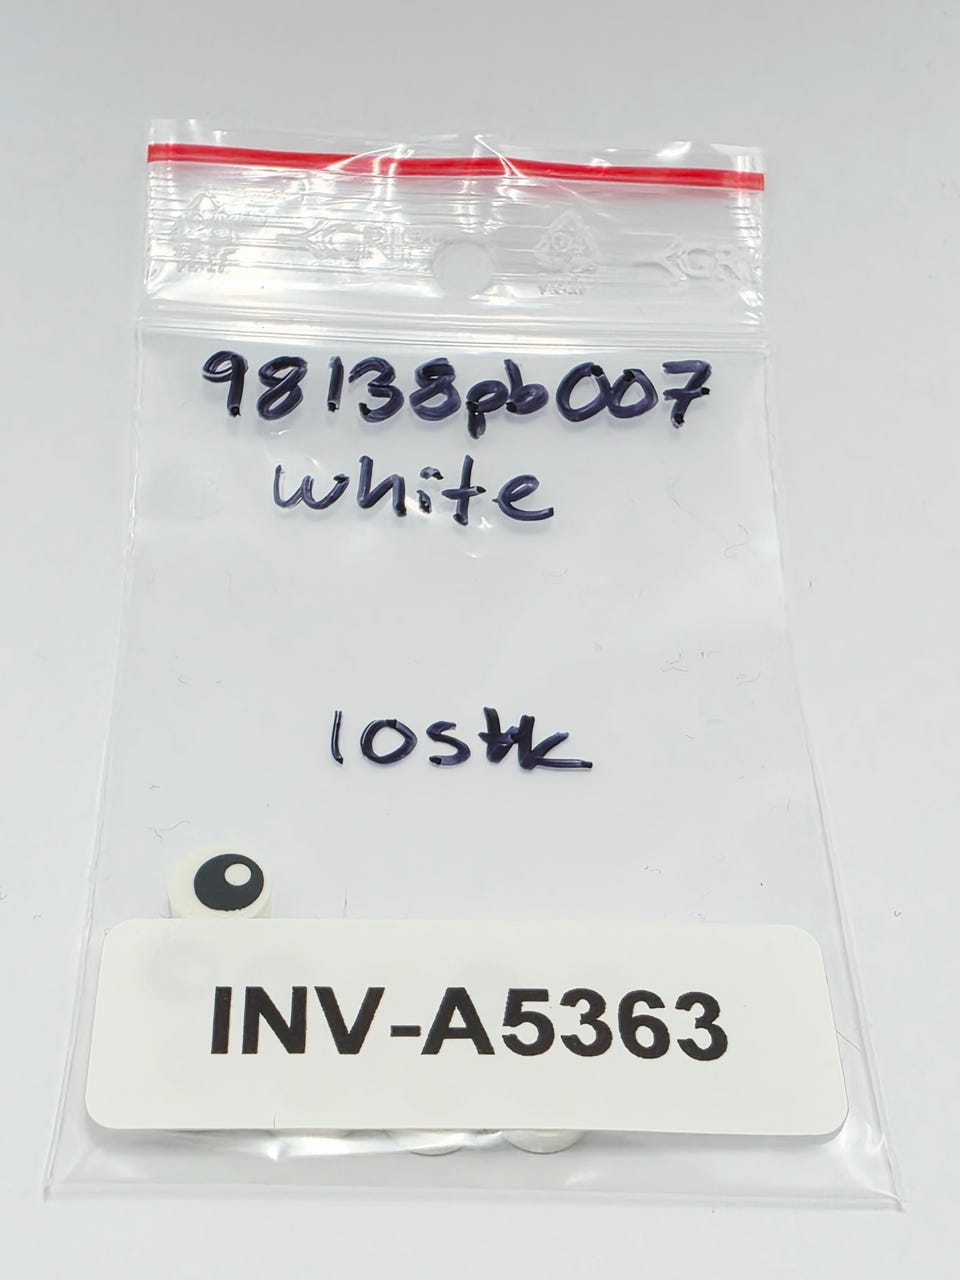 98138pb007
white
10stk
INV-A5363